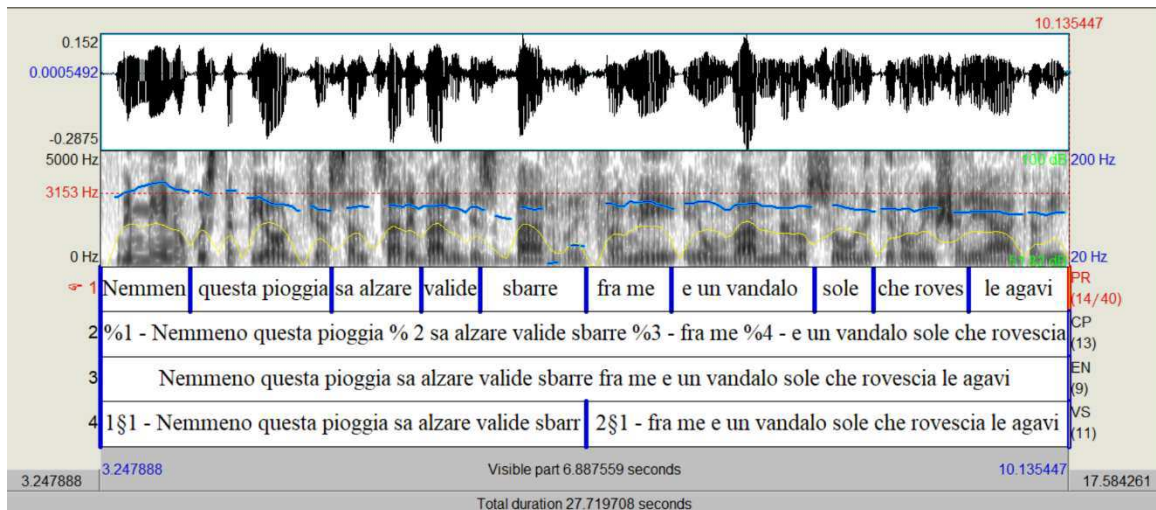 10.135447
0.152
0.0005492
-0.2875
5000 Hz 100 dB 200 Hz
3153 Hz
0 Hz 20 Hz
1 Nemmen questa pioggia sa alzare valide sbarre fra me e un vandalo sole che roves le agavi PR (14/40)
2 %1 - Nemmeno questa pioggia % 2 sa alzare valide sbarre %3 - fra me %4 - e un vandalo sole che rovescia CP (13)
3 Nemmeno questa pioggia sa alzare valide sbarre fra me e un vandalo sole che rovescia le agavi EN (9)
4 1§1 - Nemmeno questa pioggia sa alzare valide sbarr 2§1 - fra me e un vandalo sole che rovescia le agavi VS (11)
3.247888 3.247888 Visible part 6.887559 seconds 10.135447 17.584261
Total duration 27.719708 seconds